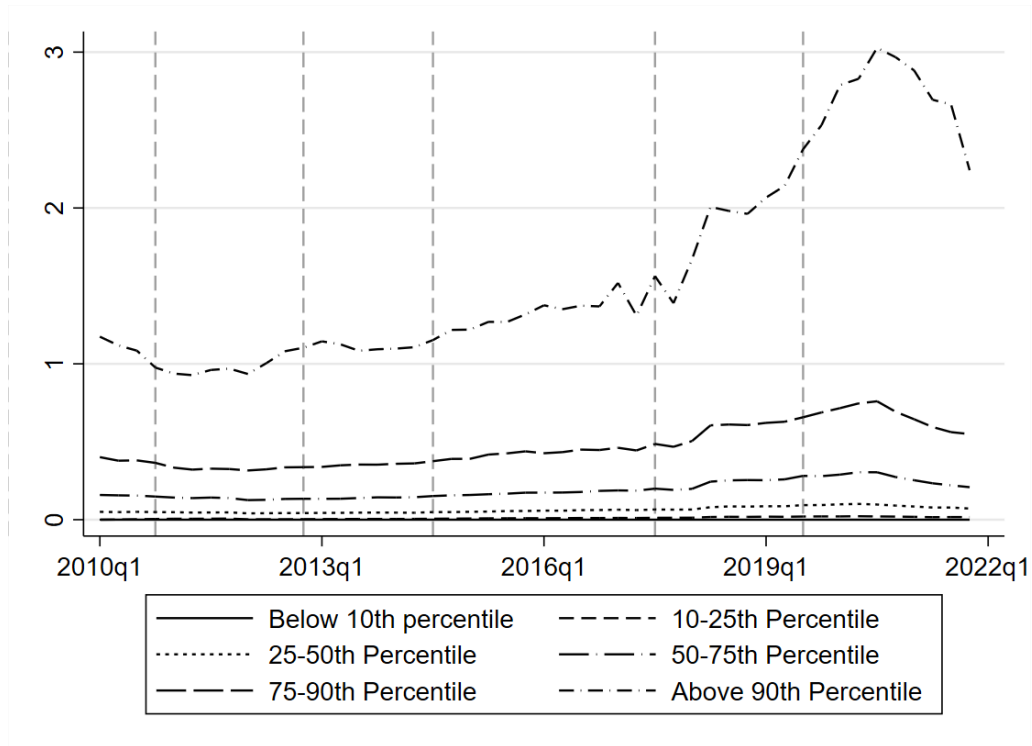 3
2
1
0
2010q1 2013q1 2016q1 2019q1 2022q1
Below 10th percentile 10-25th Percentile
25-50th Percentile 50-75th Percentile
75-90th Percentile Above 90th Percentile